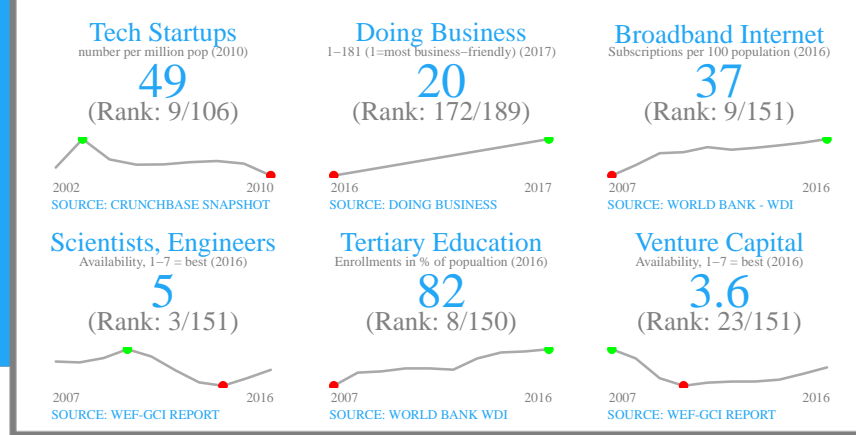 Tech Startups
number per million pop (2010)
49
(Rank: 9/106)
2002 2010
SOURCE: CRUNCHBASE SNAPSHOT
Doing Business
1−181 (1=most business−friendly) (2017)
20
(Rank: 172/189)
2016 2017
SOURCE: DOING BUSINESS
Broadband Internet
Subscriptions per 100 population (2016)
37
(Rank: 9/151)
2007 2016
SOURCE: WORLD BANK - WDI
Scientists, Engineers
Availability, 1−7 = best (2016)
5
(Rank: 3/151)
2007 2016
SOURCE: WEF-GCI REPORT
Tertiary Education
Enrollments in % of popualtion (2016)
82
(Rank: 8/150)
2007 2016
SOURCE: WORLD BANK WDI
Venture Capital
Availability, 1−7 = best (2016)
3.6
(Rank: 23/151)
2007 2016
SOURCE: WEF-GCI REPORT